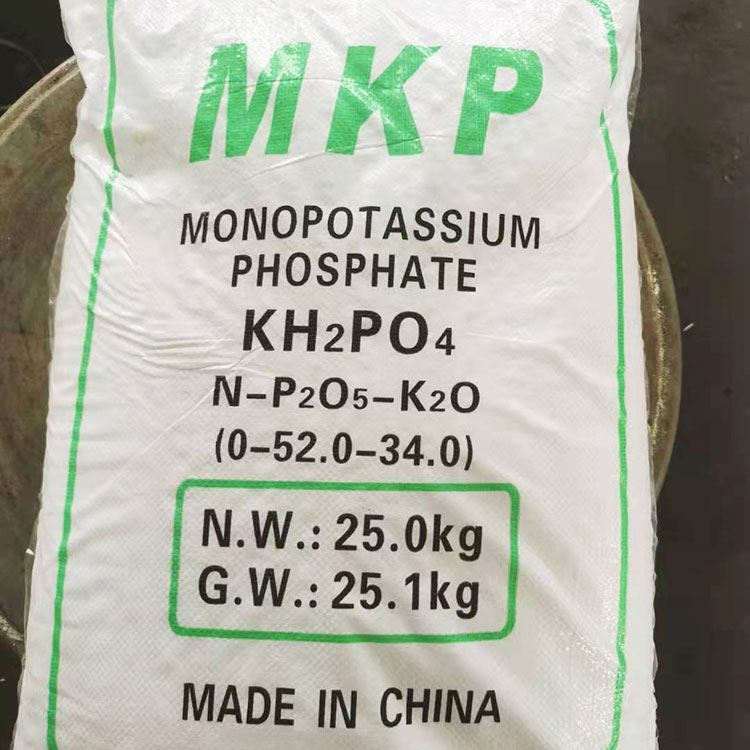 MKP
MONOPOTASSIUM
PHOSPHATE
KH2PO4
N-P2O5-K2O
(0-52.0-34.0)
N.W.: 25.0kg
G.W.: 25.1kg
MADE IN CHINA